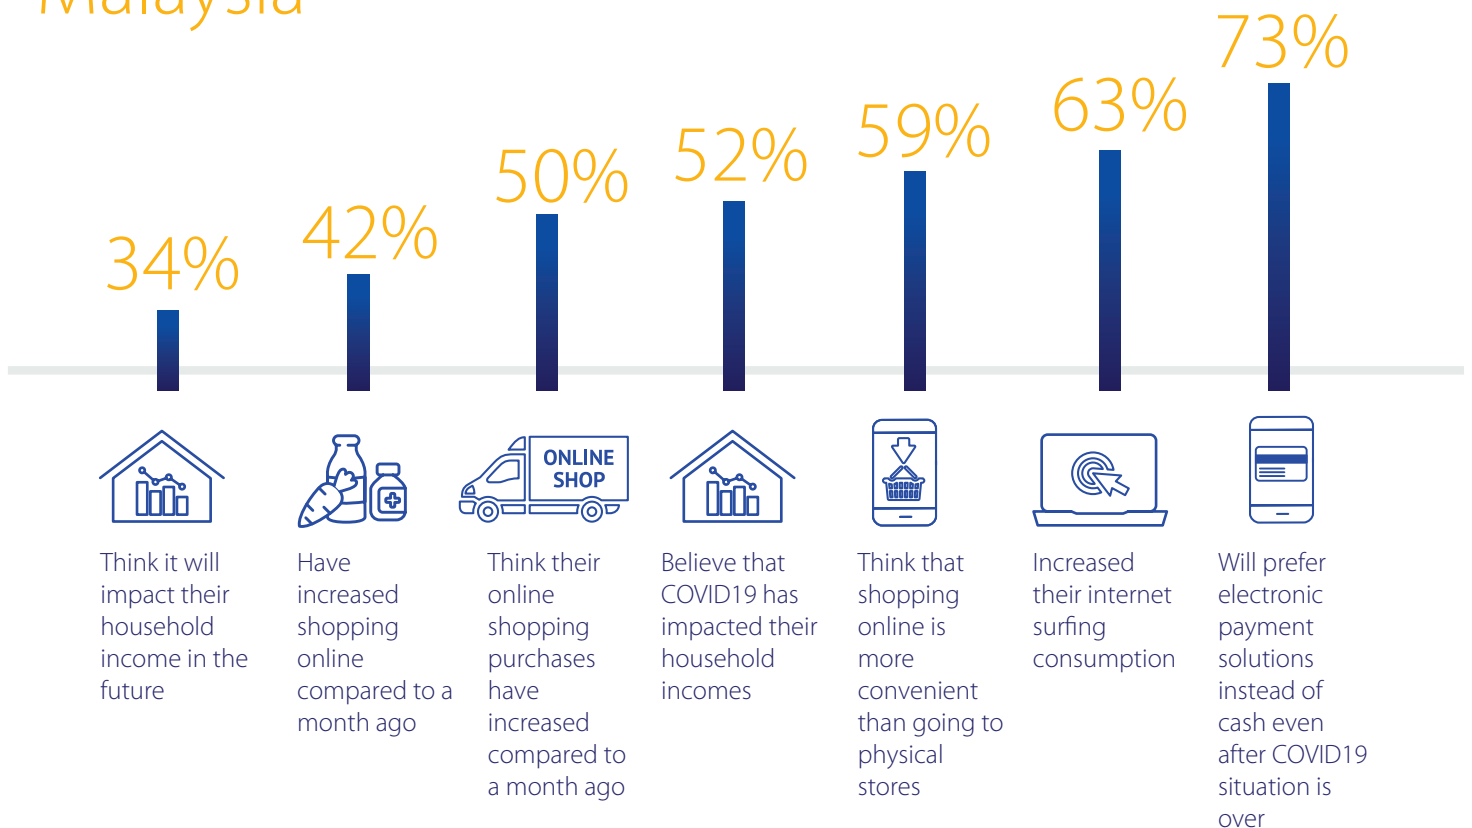 Malaysia
34%
42%
50%
52%
59%
63%
73%
ONLINE
SHOP
Think it will
impact their
household
income in the
future
Have
increased
shopping
online
compared to a
month ago
Think their
online
shopping
purchases
have
increased
compared to
a month ago
Believe that
COVID19 has
impacted their
household
incomes
Think that
shopping
online is
more
convenient
than going to
physical
stores
Increased
their internet
surfing
consumption
Will prefer
electronic
payment
solutions
instead of
cash even
after COVID19
situation is
over